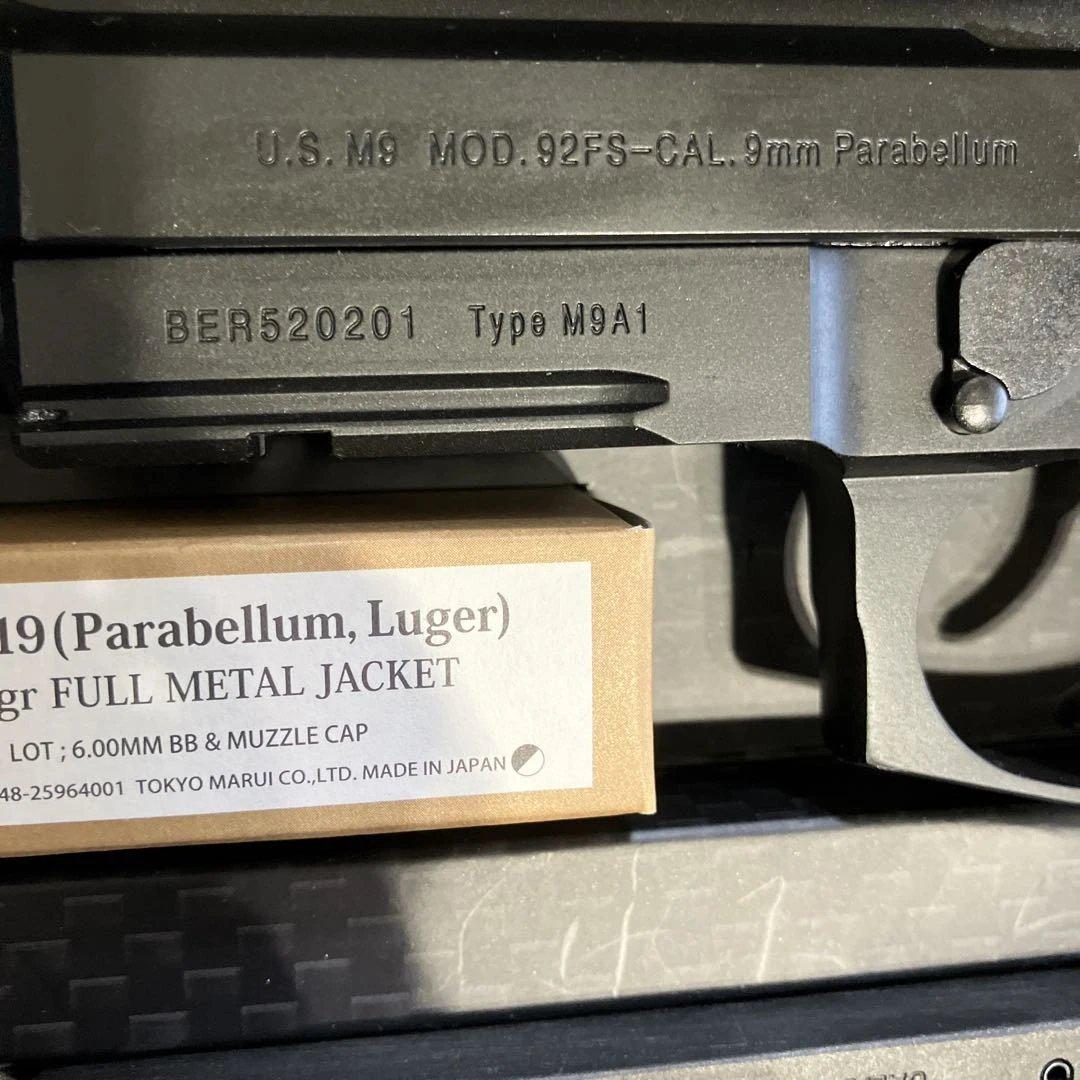 U.S. M9 MOD. 92FS-CAL. 9mm Parabellum
BER520201 Type M9A1
19 (Parabellum, Luger)
gr FULL METAL JACKET
LOT ; 6.00MM BB & MUZZLE CAP
48-25964001 TOKYO MARUI CO.,LTD. MADE IN JAPAN